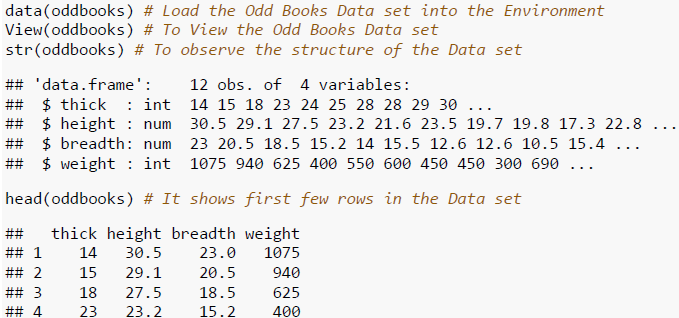 data(oddbooks) # Load the Odd Books Data set into the Environment
View(oddbooks) # To View the Odd Books Data set
str(oddbooks) # To observe the structure of the Data set
## 'data.frame':    12 obs. of  4 variables:
##  $ thick  : int  14 15 18 23 24 25 28 28 29 30 ...
##  $ height : num  30.5 29.1 27.5 23.2 21.6 23.5 19.7 19.8 17.3 22.8 ...
##  $ breadth: num  23 20.5 18.5 15.2 14 15.5 12.6 12.6 10.5 15.4 ...
##  $ weight : int  1075 940 625 400 550 600 450 450 300 690 ...
head(oddbooks) # It shows first few rows in the Data set
##   thick height breadth weight
## 1    14   30.5    23.0   1075
## 2    15   29.1    20.5    940
## 3    18   27.5    18.5    625
## 4    23   23.2    15.2    400